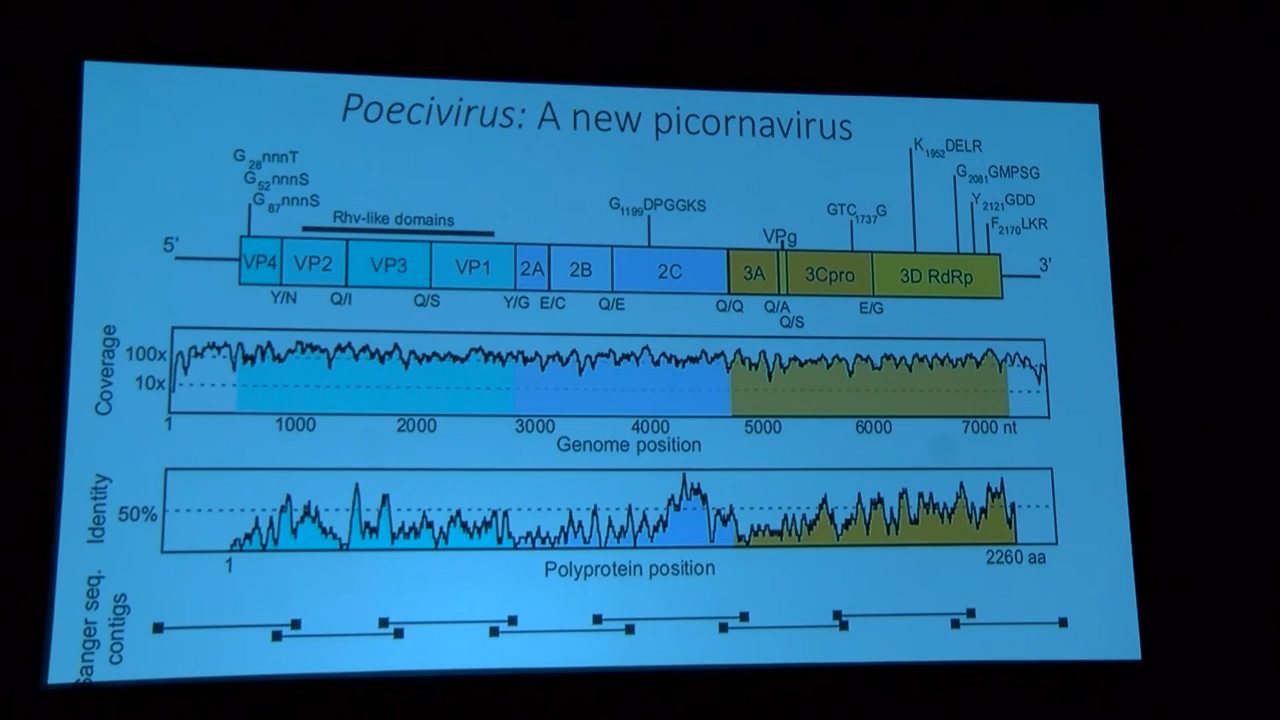 Poecivirus: A new picornavirus
G28nnnT
G52nnnS
G87nnnS
Rhv-like domains
G1199DPGGKS
GTC1737G
K1952DELR
G2081GMPSG
Y2121GDD
F2170LKR
VPg
5'
3'
VP4 VP2 VP3 VP1 2A 2B 2C 3A 3Cpro 3D RdRp
Y/N Q/I Q/S Y/G E/C Q/E Q/Q Q/A E/G
Q/S
Coverage
100x
10x
1 1000 2000 3000 4000 5000 6000 7000 nt
Genome position
Identity
50%
1 2260 aa
Polyprotein position
Sanger seq.
contigs